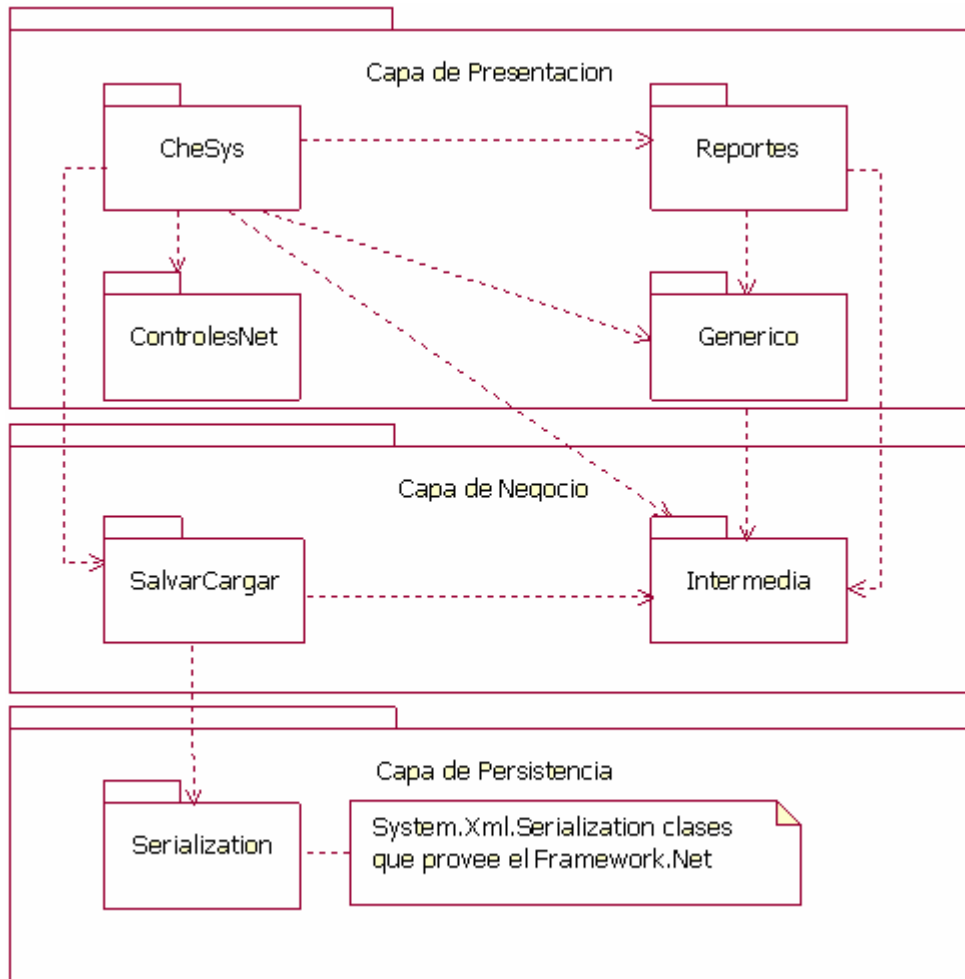 Capa de Presentacion
CheSys
Reportes
ControlesNet
Generico
Capa de Negocio
SalvarCargar
Intermedia
Capa de Persistencia
Serialization
System.Xml.Serialization clases
que provee el Framework.Net